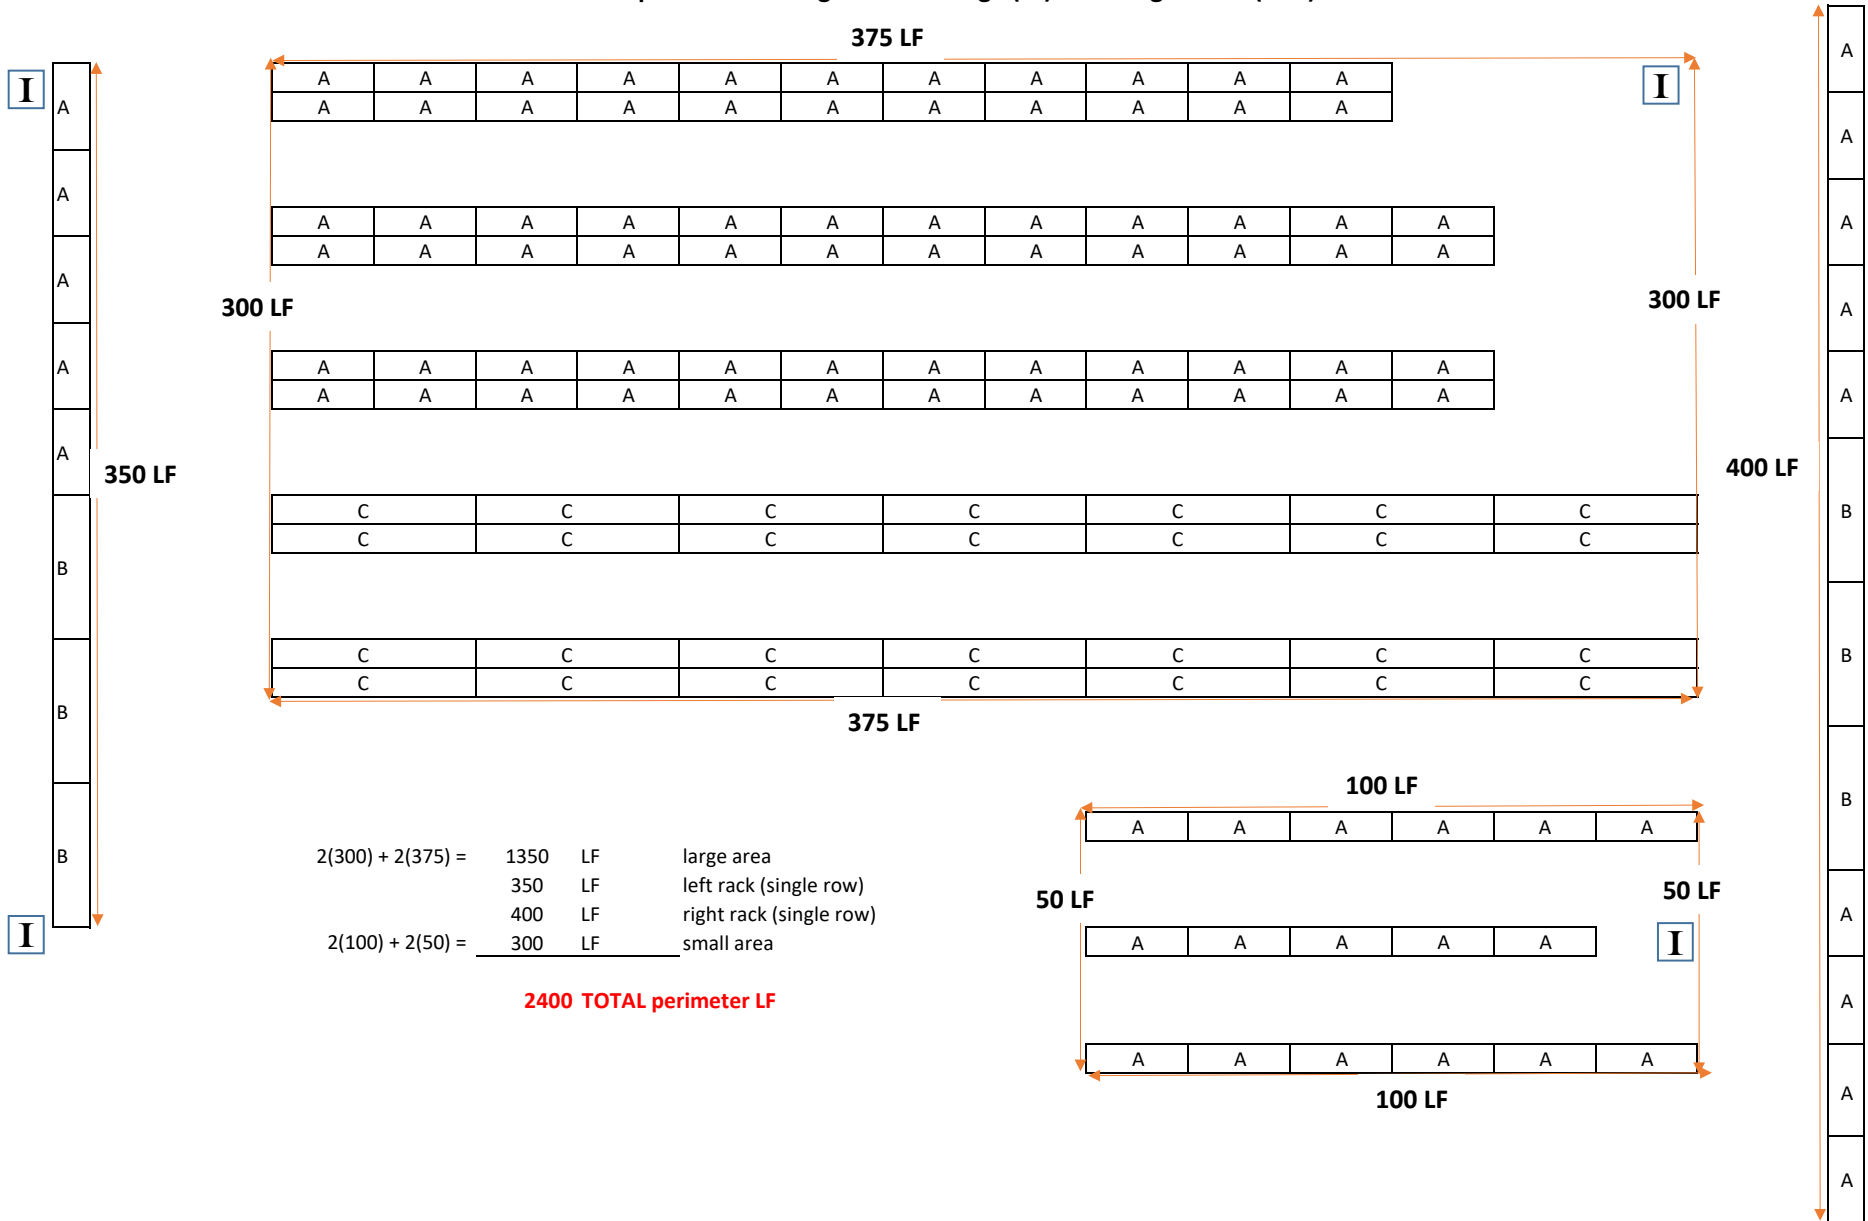 375 LF
I
I
A A A A A A A A A A A
A A A A A A A A A A A
A A A A A A A A A A A A
A A A A A A A A A A A A
300 LF
300 LF
A A A A A A A A A A A A
A A A A A A A A A A A A
C C C C C C C
C C C C C C C
C C C C C C C
C C C C C C C
375 LF
A
A
A
A
A
B
B
B
350 LF
I
400 LF
A
A
A
A
A
B
B
B
A
A
A
A
2(300) + 2(375) = 1350 LF large area
350 LF left rack (single row)
400 LF right rack (single row)
2(100) + 2(50) = 300 LF small area
2400 TOTAL perimeter LF
100 LF
A A A A A A
50 LF
50 LF
A A A A A
I
A A A A A A
100 LF